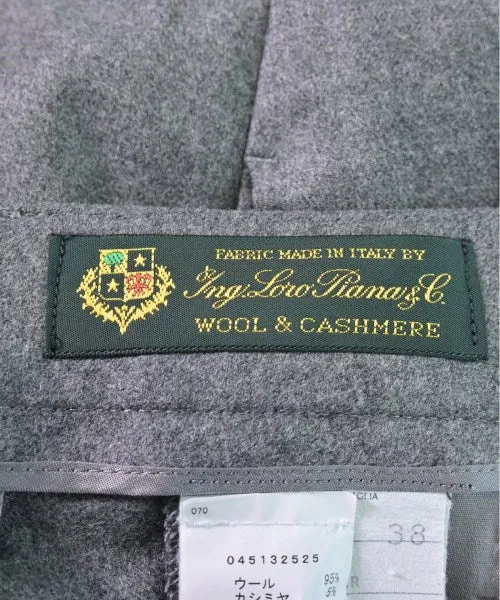 FABRIC MADE IN ITALY BY
Ing. Loro Piana & C.
WOOL & CASHMERE
070
38
045132525
ウール 95%
カシミヤ 5%